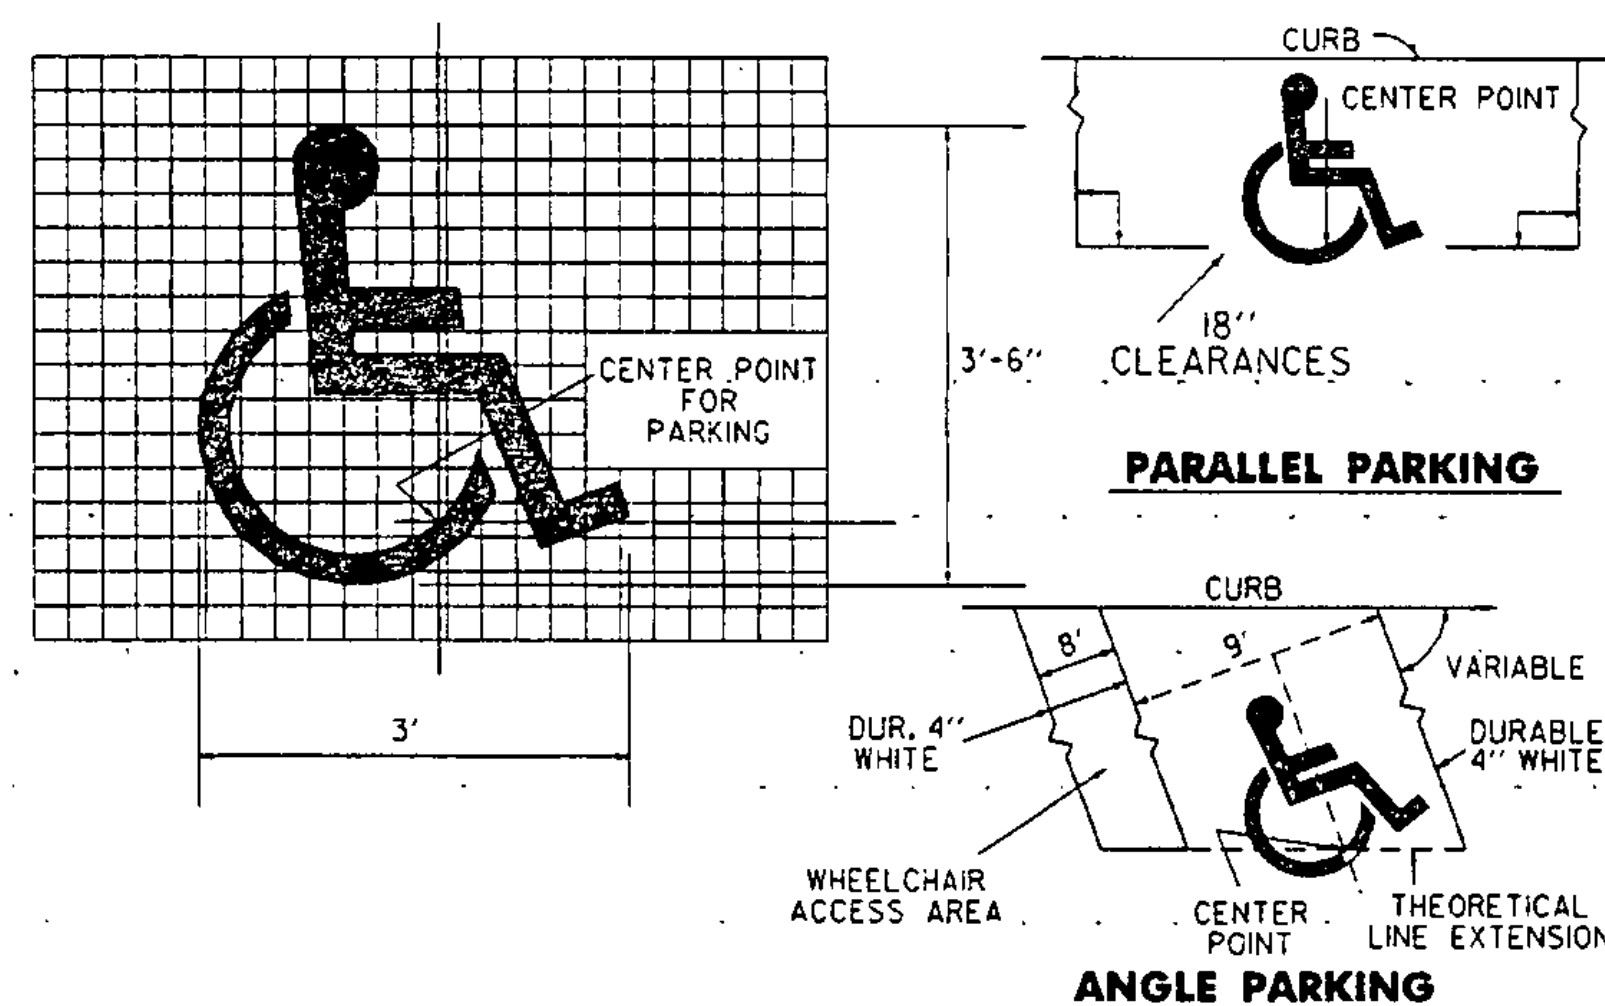 CENTER POINT
FOR
PARKING
3'-6"
3'
CURB
CENTER POINT
18"
CLEARANCES
PARALLEL PARKING
CURB
8'
9'
VARIABLE
DUR. 4"
WHITE
DURABLE
4" WHITE
WHEELCHAIR
ACCESS AREA
CENTER
POINT
THEORETICAL
LINE EXTENSION
ANGLE PARKING